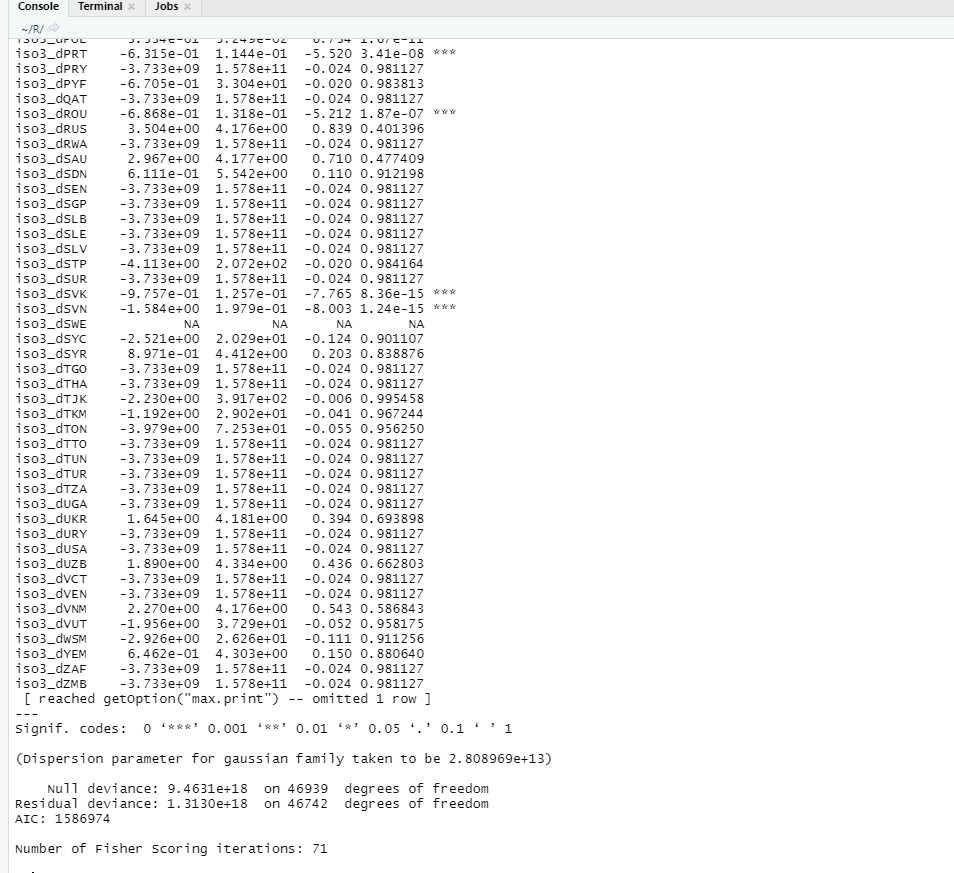 Console Terminal × Jobs ×
~/R/
iso3_dPRT -6.315e-01 1.144e-01 -5.520 3.41e-08 ***
iso3_dPRY -3.733e+09 1.578e+11 -0.024 0.981127
iso3_dPYF -6.705e-01 3.304e+01 -0.020 0.983813
iso3_dQAT -3.733e+09 1.578e+11 -0.024 0.981127
iso3_dROU -6.868e-01 1.318e-01 -5.212 1.87e-07 ***
iso3_dRUS 3.504e+00 4.176e+00 0.839 0.401396
iso3_dRWA -3.733e+09 1.578e+11 -0.024 0.981127
iso3_dSAU 2.967e+00 4.177e+00 0.710 0.477409
iso3_dSDN 6.111e-01 5.542e+00 0.110 0.912198
iso3_dSEN -3.733e+09 1.578e+11 -0.024 0.981127
iso3_dSGP -3.733e+09 1.578e+11 -0.024 0.981127
iso3_dSLB -3.733e+09 1.578e+11 -0.024 0.981127
iso3_dSLE -3.733e+09 1.578e+11 -0.024 0.981127
iso3_dSLV -3.733e+09 1.578e+11 -0.024 0.981127
iso3_dSTP -4.113e+00 2.072e+02 -0.020 0.984164
iso3_dSUR -3.733e+09 1.578e+11 -0.024 0.981127
iso3_dSVK -9.757e-01 1.257e-01 -7.765 8.36e-15 ***
iso3_dSVN -1.584e+00 1.979e-01 -8.003 1.24e-15 ***
iso3_dSWE NA NA NA NA
iso3_dSYC -2.521e+00 2.029e+01 -0.124 0.901107
iso3_dSYR 8.971e-01 4.412e+00 0.203 0.838876
iso3_dTGO -3.733e+09 1.578e+11 -0.024 0.981127
iso3_dTHA -3.733e+09 1.578e+11 -0.024 0.981127
iso3_dTJK -2.230e+00 3.917e+02 -0.006 0.995458
iso3_dTKM -1.192e+00 2.902e+01 -0.041 0.967244
iso3_dTON -3.979e+00 7.253e+01 -0.055 0.956250
iso3_dTTO -3.733e+09 1.578e+11 -0.024 0.981127
iso3_dTUN -3.733e+09 1.578e+11 -0.024 0.981127
iso3_dTUR -3.733e+09 1.578e+11 -0.024 0.981127
iso3_dTZA -3.733e+09 1.578e+11 -0.024 0.981127
iso3_dUGA -3.733e+09 1.578e+11 -0.024 0.981127
iso3_dUKR 1.645e+00 4.181e+00 0.394 0.693898
iso3_dURY -3.733e+09 1.578e+11 -0.024 0.981127
iso3_dUSA -3.733e+09 1.578e+11 -0.024 0.981127
iso3_dUZB 1.890e+00 4.334e+00 0.436 0.662803
iso3_dVCT -3.733e+09 1.578e+11 -0.024 0.981127
iso3_dVEN -3.733e+09 1.578e+11 -0.024 0.981127
iso3_dVNM 2.270e+00 4.176e+00 0.543 0.586843
iso3_dVUT -1.956e+00 3.729e+01 -0.052 0.958175
iso3_dWSM -2.926e+00 2.626e+01 -0.111 0.911256
iso3_dYEM 6.462e-01 4.303e+00 0.150 0.880640
iso3_dZAF -3.733e+09 1.578e+11 -0.024 0.981127
iso3_dZMB -3.733e+09 1.578e+11 -0.024 0.981127
[ reached getOption("max.print") -- omitted 1 row ]
---
Signif. codes: 0 ‘***’ 0.001 ‘**’ 0.01 ‘*’ 0.05 ‘.’ 0.1 ‘ ’ 1
(Dispersion parameter for gaussian family taken to be 2.808969e+13)
Null deviance: 9.4631e+18 on 46939 degrees of freedom
Residual deviance: 1.3130e+18 on 46742 degrees of freedom
AIC: 1586974
Number of Fisher Scoring iterations: 71